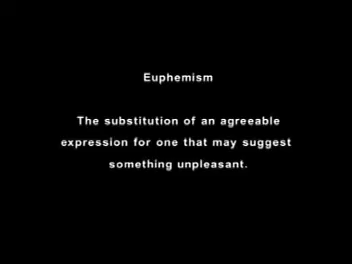 Euphemism
The substitution of an agreeable
expression for one that may suggest
something unpleasant.